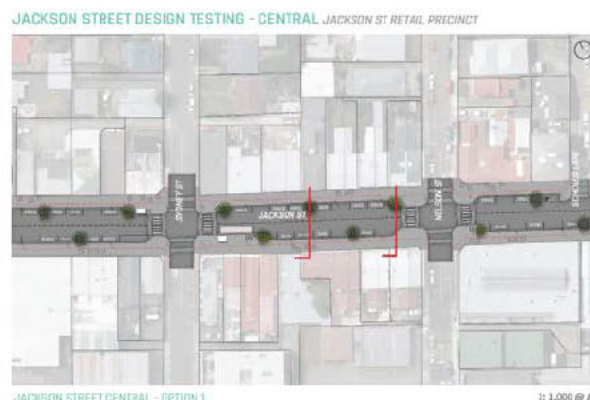 JACKSON STREET DESIGN TESTING - CENTRAL JACKSON ST RETAIL PRECINCT
SYDNEY ST
JACKSON ST
NELSON ST
JACKSON STREET CENTRAL - OPTION 1
1: 1,000 @